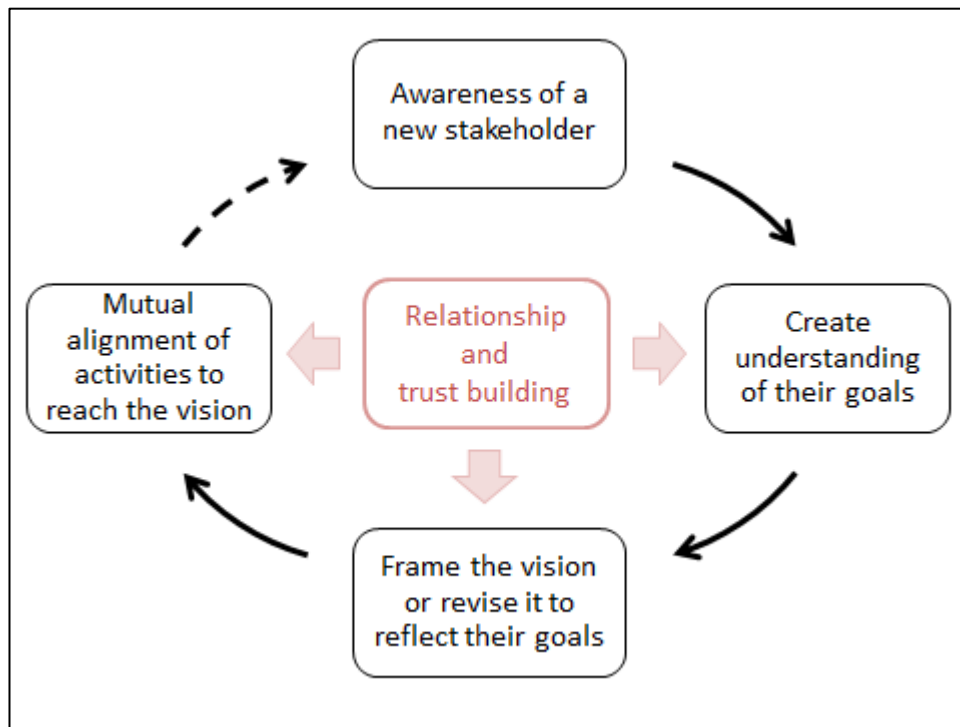 Awareness of a
new stakeholder
Create
understanding
of their goals
Frame the vision
or revise it to
reflect their goals
Mutual
alignment of
activities to
reach the vision
Relationship
and
trust building